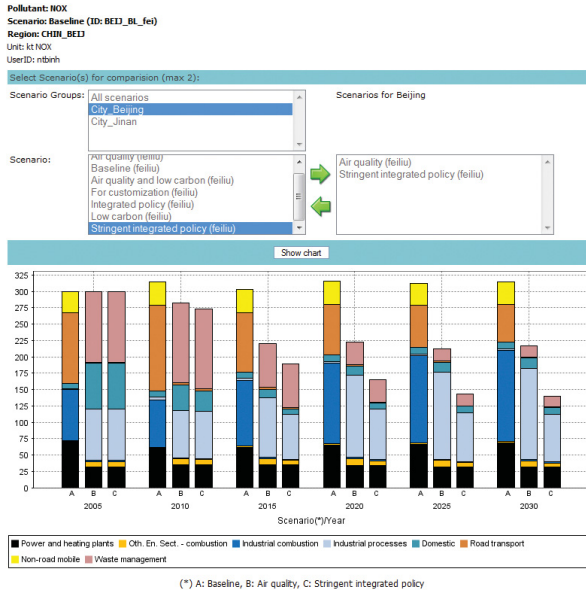 Pollutant: NOX
Scenario: Baseline (ID: BEIJ_BL_fei)
Region: CHIN_BEIJ
Unit: kt NOX
UserID: ntbinh
Select Scenario(s) for comparision (max 2):
Scenario Groups:
All scenarios
City_Beijing
City_Jinan
Scenarios for Beijing
Scenario:
Air quality (feiliu)
Baseline (feiliu)
Air quality and low carbon (feiliu)
For customization (feiliu)
Integrated policy (feiliu)
Low carbon (feiliu)
Stringent integrated policy (feiliu)
Air quality (feiliu)
Stringent integrated policy (feiliu)
Show chart
325
300
275
250
225
200
175
150
125
100
75
50
25
0
A B C A B C A B C A B C A B C A B C
2005 2010 2015 2020 2025 2030
Scenario(*)/Year
Power and heating plants Oth. En. Sect. - combustion Industrial combustion Industrial processes Domestic Road transport
Non-road mobile Waste management
(*) A: Baseline, B: Air quality, C: Stringent integrated policy